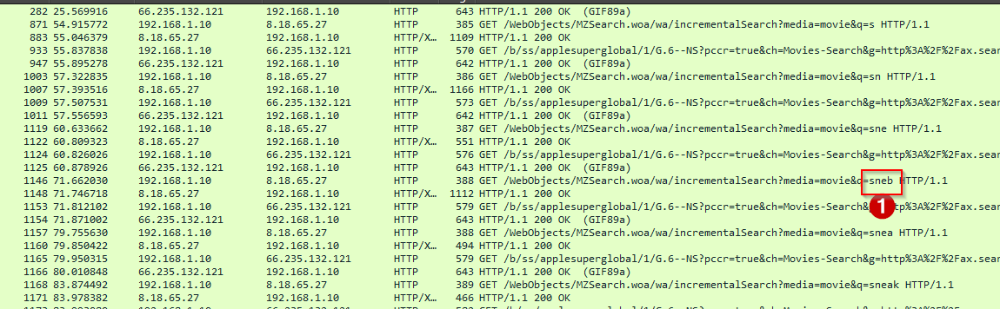 282 25.569916 66.235.132.121 192.168.1.10 HTTP 643 HTTP/1.1 200 OK (GIF89a)
871 54.915772 192.168.1.10 8.18.65.27 HTTP 385 GET /WebObjects/MZSearch.woa/wa/incrementalSearch?media=movie&q=s HTTP/1.1
883 55.046379 8.18.65.27 192.168.1.10 HTTP/X… 1109 HTTP/1.1 200 OK
933 55.837838 192.168.1.10 66.235.132.121 HTTP 570 GET /b/ss/applesuperglobal/1/G.6--NS?pccr=true&ch=Movies-Search&g=http%3A%2F%2Fax.sear
947 55.895278 66.235.132.121 192.168.1.10 HTTP 642 HTTP/1.1 200 OK (GIF89a)
1003 57.322835 192.168.1.10 8.18.65.27 HTTP 386 GET /WebObjects/MZSearch.woa/wa/incrementalSearch?media=movie&q=sn HTTP/1.1
1007 57.393516 8.18.65.27 192.168.1.10 HTTP/X… 1166 HTTP/1.1 200 OK
1009 57.507531 192.168.1.10 66.235.132.121 HTTP 573 GET /b/ss/applesuperglobal/1/G.6--NS?pccr=true&ch=Movies-Search&g=http%3A%2F%2Fax.sear
1011 57.556593 66.235.132.121 192.168.1.10 HTTP 642 HTTP/1.1 200 OK (GIF89a)
1119 60.633662 192.168.1.10 8.18.65.27 HTTP 387 GET /WebObjects/MZSearch.woa/wa/incrementalSearch?media=movie&q=sne HTTP/1.1
1122 60.809323 8.18.65.27 192.168.1.10 HTTP/X… 551 HTTP/1.1 200 OK
1124 60.826026 192.168.1.10 66.235.132.121 HTTP 576 GET /b/ss/applesuperglobal/1/G.6--NS?pccr=true&ch=Movies-Search&g=http%3A%2F%2Fax.sear
1125 60.878926 66.235.132.121 192.168.1.10 HTTP 643 HTTP/1.1 200 OK (GIF89a)
1146 71.662030 192.168.1.10 8.18.65.27 HTTP 388 GET /WebObjects/MZSearch.woa/wa/incrementalSearch?media=movie&q=sneb HTTP/1.1
1148 71.746718 8.18.65.27 192.168.1.10 HTTP/X… 1112 HTTP/1.1 200 OK
1
1153 71.812102 192.168.1.10 66.235.132.121 HTTP 579 GET /b/ss/applesuperglobal/1/G.6--NS?pccr=true&ch=Movies-Search&g tp%3A%2F%2Fax.sear
1154 71.871002 66.235.132.121 192.168.1.10 HTTP 643 HTTP/1.1 200 OK (GIF89a)
1157 79.755630 192.168.1.10 8.18.65.27 HTTP 388 GET /WebObjects/MZSearch.woa/wa/incrementalSearch?media=movie&q=snea HTTP/1.1
1160 79.850422 8.18.65.27 192.168.1.10 HTTP/X… 494 HTTP/1.1 200 OK
1165 79.950315 192.168.1.10 66.235.132.121 HTTP 579 GET /b/ss/applesuperglobal/1/G.6--NS?pccr=true&ch=Movies-Search&g=http%3A%2F%2Fax.sear
1166 80.010848 66.235.132.121 192.168.1.10 HTTP 643 HTTP/1.1 200 OK (GIF89a)
1168 83.874492 192.168.1.10 8.18.65.27 HTTP 389 GET /WebObjects/MZSearch.woa/wa/incrementalSearch?media=movie&q=sneak HTTP/1.1
1171 83.978382 8.18.65.27 192.168.1.10 HTTP/X… 466 HTTP/1.1 200 OK